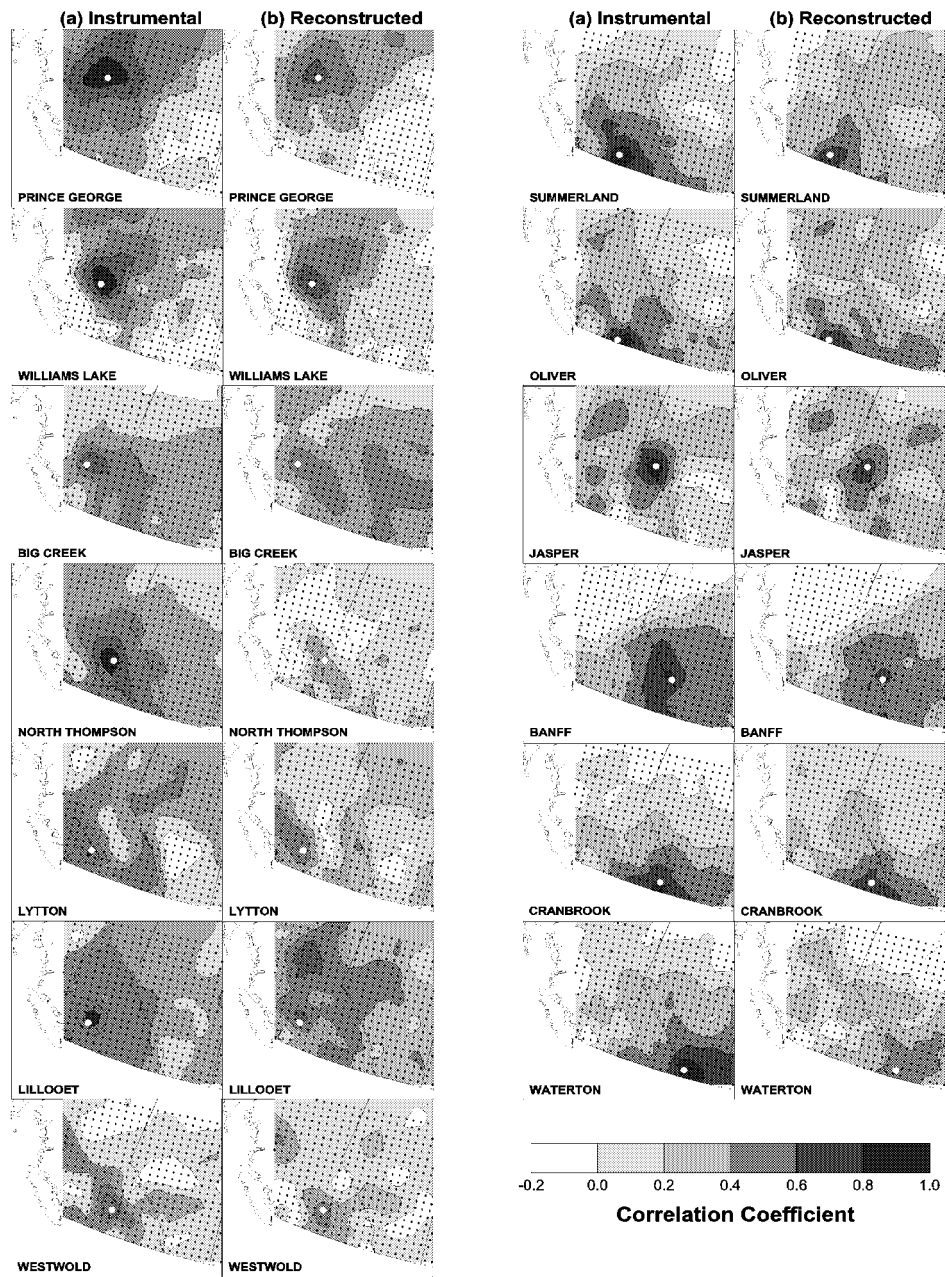 (a) Instrumental (b) Reconstructed
PRINCE GEORGE PRINCE GEORGE
WILLIAMS LAKE WILLIAMS LAKE
BIG CREEK BIG CREEK
NORTH THOMPSON NORTH THOMPSON
LYTTON LYTTON
LILLOOET LILLOOET
WESTWOLD WESTWOLD
(a) Instrumental (b) Reconstructed
SUMMERLAND SUMMERLAND
OLIVER OLIVER
JASPER JASPER
BANFF BANFF
CRANBROOK CRANBROOK
WATERTON WATERTON
-0.2 0.0 0.2 0.4 0.6 0.8 1.0
Correlation Coefficient